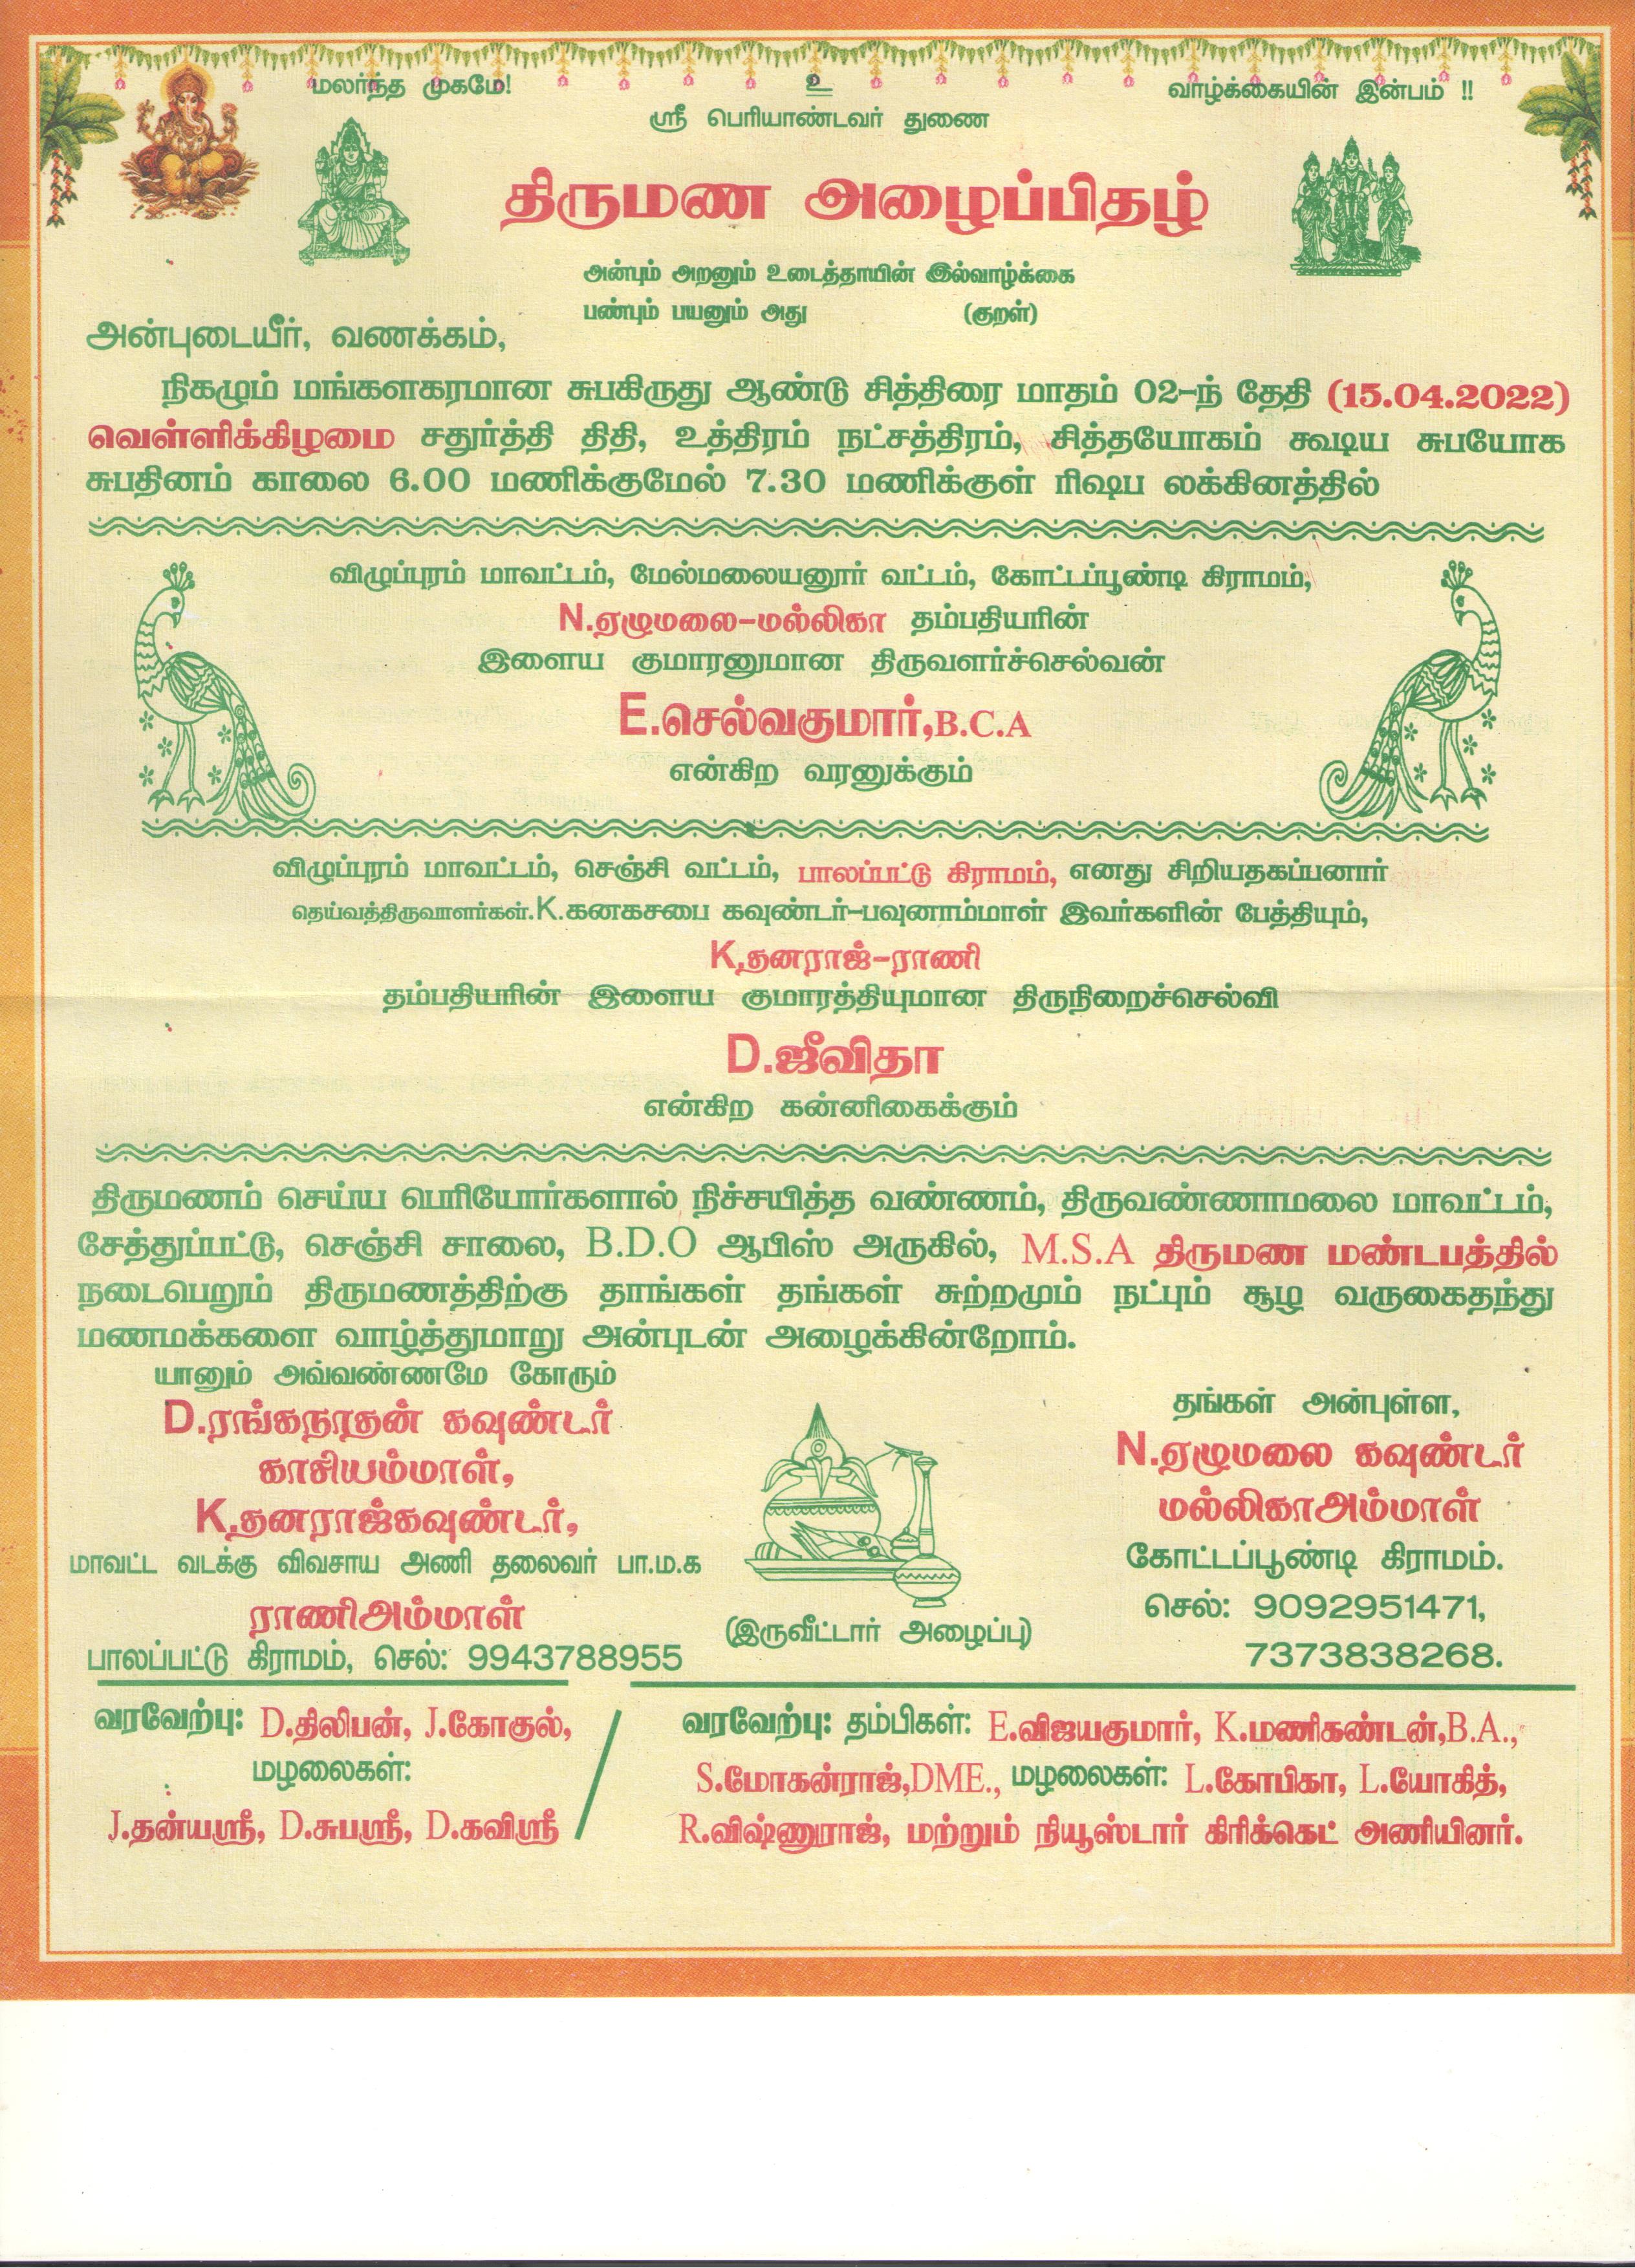 மலர்ந்த முகமே! உ வாழ்க்கையின் இன்பம் !!
ஸ்ரீ பெரியாண்டவர் துணை
திருமண அழைப்பிதழ்
அன்பும் அறனும் உடைத்தாயின் இல்வாழ்க்கை
பண்பும் பயனும் அது (குறள்)
அன்புடையீர், வணக்கம்,
நிகழும் மங்களகரமான சுபகிருது ஆண்டு சித்திரை மாதம் 02-ந் தேதி (15.04.2022)
வெள்ளிக்கிழமை சதுர்த்தி திதி, உத்திரம் நட்சத்திரம், சித்தயோகம் கூடிய சுபயோக
சுபதினம் காலை 6.00 மணிக்குமேல் 7.30 மணிக்குள் ரிஷப லக்கினத்தில்
விழுப்புரம் மாவட்டம், மேல்மலையனூர் வட்டம், கோட்டப்பூண்டி கிராமம்,
N.ஏழுமலை-மல்லிகா தம்பதியரின்
இளைய குமாரனுமான திருவளர்ச்செல்வன்
E.செல்வகுமார்,B.C.A
என்கிற வரனுக்கும்
விழுப்புரம் மாவட்டம், செஞ்சி வட்டம், பாலப்பட்டு கிராமம், எனது சிறியதகப்பனார்
தெய்வத்திருவாளர்கள்.K.கனகசபை கவுண்டர்-பவுனாம்மாள் இவர்களின் பேத்தியும்,
K.தனராஜ்-ராணி
தம்பதியரின் இளைய குமாரத்தியுமான திருநிறைச்செல்வி
D.ஜீவிதா
என்கிற கன்னிகைக்கும்
திருமணம் செய்ய பெரியோர்களால் நிச்சயித்த வண்ணம், திருவண்ணாமலை மாவட்டம்,
சேத்துப்பட்டு, செஞ்சி சாலை, B.D.O ஆபிஸ் அருகில், M.S.A திருமண மண்டபத்தில்
நடைபெறும் திருமணத்திற்கு தாங்கள் தங்கள் சுற்றமும் நட்பும் சூழ வருகைதந்து
மணமக்களை வாழ்த்துமாறு அன்புடன் அழைக்கின்றோம்.
யானும் அவ்வண்ணமே கோரும்
D.ரங்கநாதன் கவுண்டர்
காசியம்மாள்,
K.தனராஜ்கவுண்டர்,
மாவட்ட வடக்கு விவசாய அணி தலைவர் பா.ம.க
ராணிஅம்மாள்
பாலப்பட்டு கிராமம், செல்: 9943788955
(இருவீட்டார் அழைப்பு)
தங்கள் அன்புள்ள,
N.ஏழுமலை கவுண்டர்
மல்லிகாஅம்மாள்
கோட்டப்பூண்டி கிராமம்.
செல்: 9092951471,
7373838268.
வரவேற்பு: D.திலிபன், J.கோகுல்,
மழலைகள்:
J.தன்யஸ்ரீ, D.சுபஸ்ரீ, D.கவிஸ்ரீ
வரவேற்பு: தம்பிகள்: E.விஜயகுமார், K.மணிகண்டன்,B.A.,
S.மோகன்ராஜ்,DME., மழலைகள்: L.கோபிகா, L.யோகித்,
R.விஷ்ணுராஜ், மற்றும் நியூஸ்டார் கிரிக்கெட் அணியினர்.